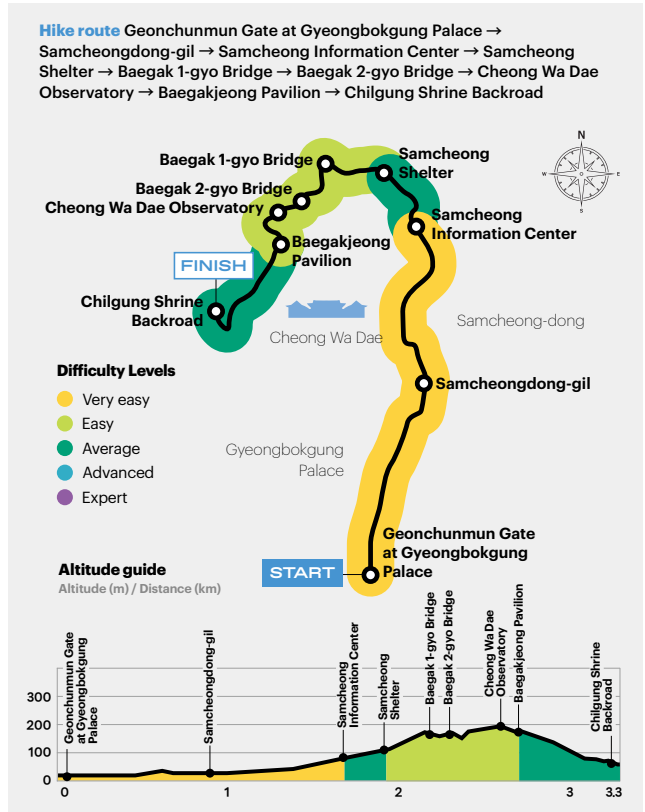 Hike route Geonchunmun Gate at Gyeongbokgung Palace →
Samcheongdong-gil → Samcheong Information Center → Samcheong
Shelter → Baegak 1-gyo Bridge → Baegak 2-gyo Bridge → Cheong Wa Dae
Observatory → Baegakjeong Pavilion → Chilgung Shrine Backroad
N
W
E
S
Baegak 1-gyo Bridge
Samcheong
Shelter
Baegak 2-gyo Bridge
Cheong Wa Dae Observatory
Samcheong
Information Center
Baegakjeong
Pavilion
FINISH
Chilgung Shrine
Backroad
Cheong Wa Dae
Samcheong-dong
Difficulty Levels
Very easy
Easy
Average
Advanced
Expert
Samcheongdong-gil
Gyeongbokgung
Palace
Geonchunmun Gate
at Gyeongbokgung
Palace
START
Altitude guide
Altitude (m) / Distance (km)
300
200
100
0
Geonchunmun Gate
at Gyeongbokgung
Palace
Samcheongdong-gil
Samcheong
Information Center
Samcheong
Shelter
Baegak 1-gyo Bridge
Baegak 2-gyo Bridge
Cheong Wa Dae
Observatory
Baegakjeong Pavilion
Chilgung Shrine
Backroad
0
1
2
3
3.3